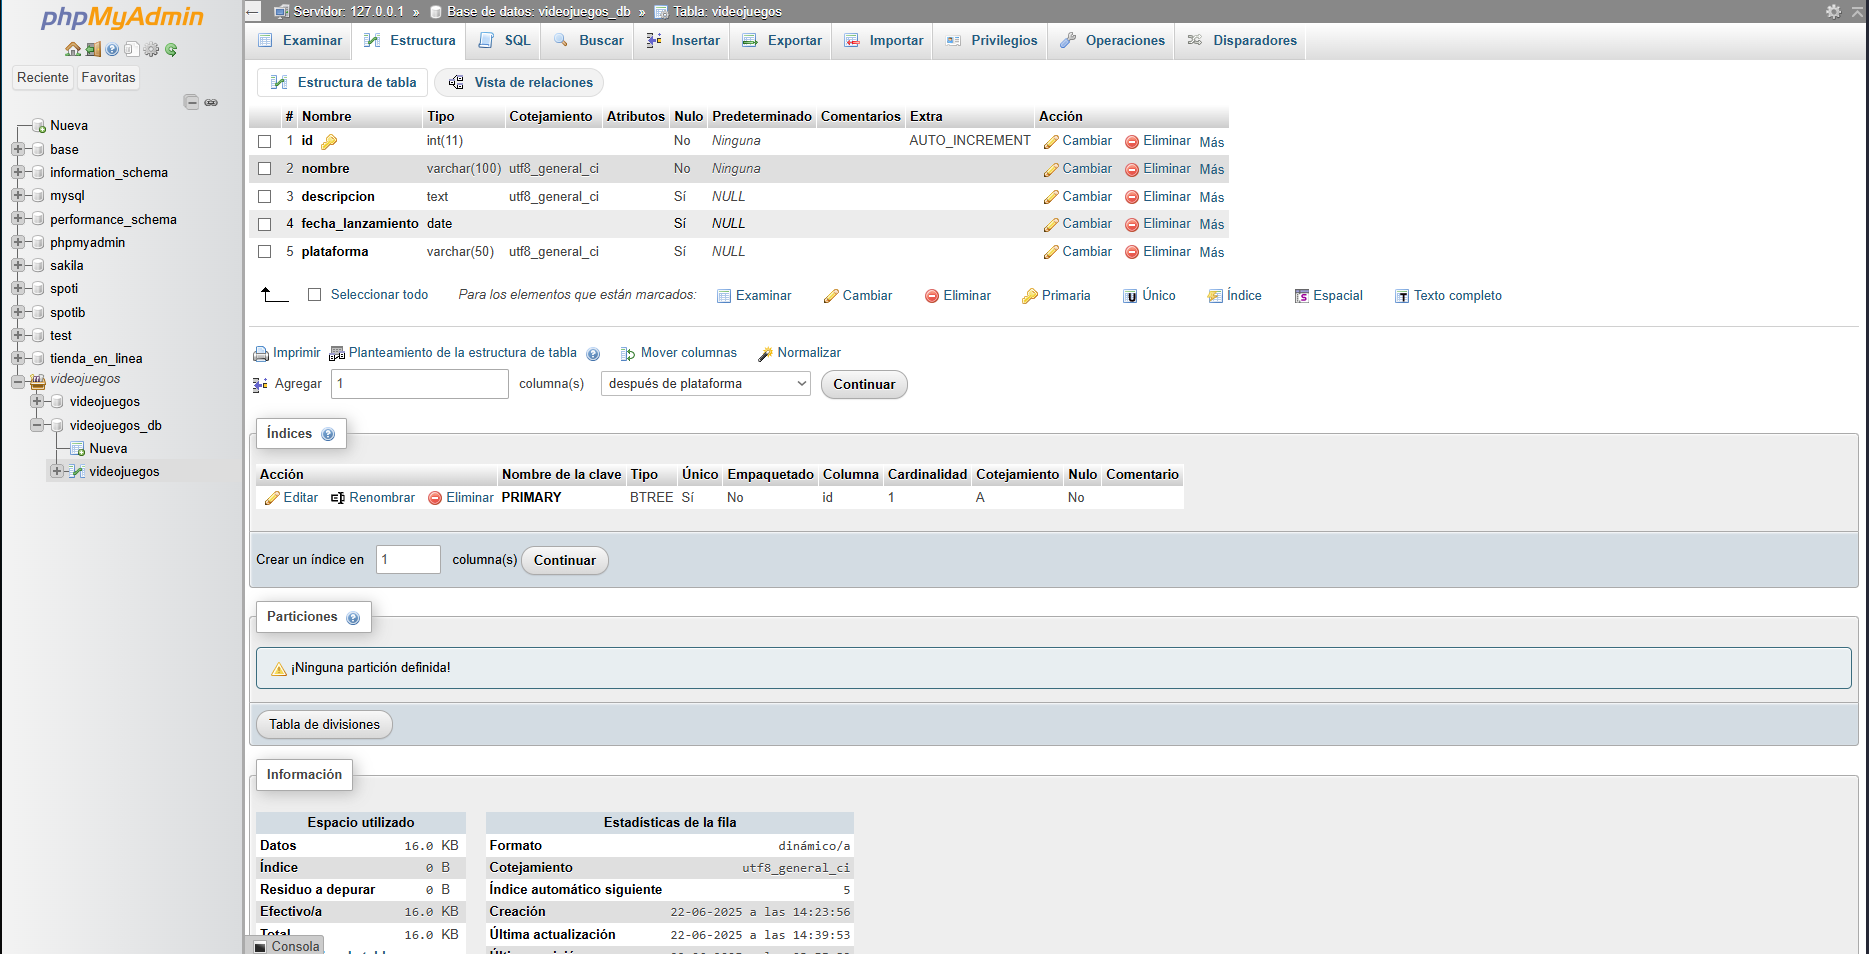 phpMyAdmin
Reciente Favoritas
Nueva
base
information_schema
mysql
performance_schema
phpmyadmin
sakila
spoti
spotib
test
tienda_en_linea
videojuegos
videojuegos
videojuegos_db
Nueva
videojuegos
Servidor: 127.0.0.1 » Base de datos: videojuegos_db » Tabla: videojuegos
Examinar Estructura SQL Buscar Insertar Exportar Importar Privilegios Operaciones Disparadores
Estructura de tabla Vista de relaciones
# Nombre Tipo Cotejamiento Atributos Nulo Predeterminado Comentarios Extra Acción
1 id int(11) No Ninguna AUTO_INCREMENT Cambiar Eliminar Más
2 nombre varchar(100) utf8_general_ci No Ninguna Cambiar Eliminar Más
3 descripcion text utf8_general_ci Sí NULL Cambiar Eliminar Más
4 fecha_lanzamiento date Sí NULL Cambiar Eliminar Más
5 plataforma varchar(50) utf8_general_ci Sí NULL Cambiar Eliminar Más
Seleccionar todo Para los elementos que están marcados: Examinar Cambiar Eliminar Primaria Único Índice Espacial Texto completo
Imprimir Planteamiento de la estructura de tabla Mover columnas Normalizar
Agregar 1 columna(s) después de plataforma Continuar
Índices
Acción Nombre de la clave Tipo Único Empaquetado Columna Cardinalidad Cotejamiento Nulo Comentario
Editar Renombrar Eliminar PRIMARY BTREE Sí No id 1 A No
Crear un índice en 1 columna(s) Continuar
Particiones
¡Ninguna partición definida!
Tabla de divisiones
Información
Espacio utilizado
Datos 16.0 KB
Índice 0 B
Residuo a depurar 0 B
Efectivo/a 16.0 KB
Total 16.0 KB
Estadísticas de la fila
Formato dinámico/a
Cotejamiento utf8_general_ci
Índice automático siguiente 5
Creación 22-06-2025 a las 14:23:56
Última actualización 22-06-2025 a las 14:39:53
Consola